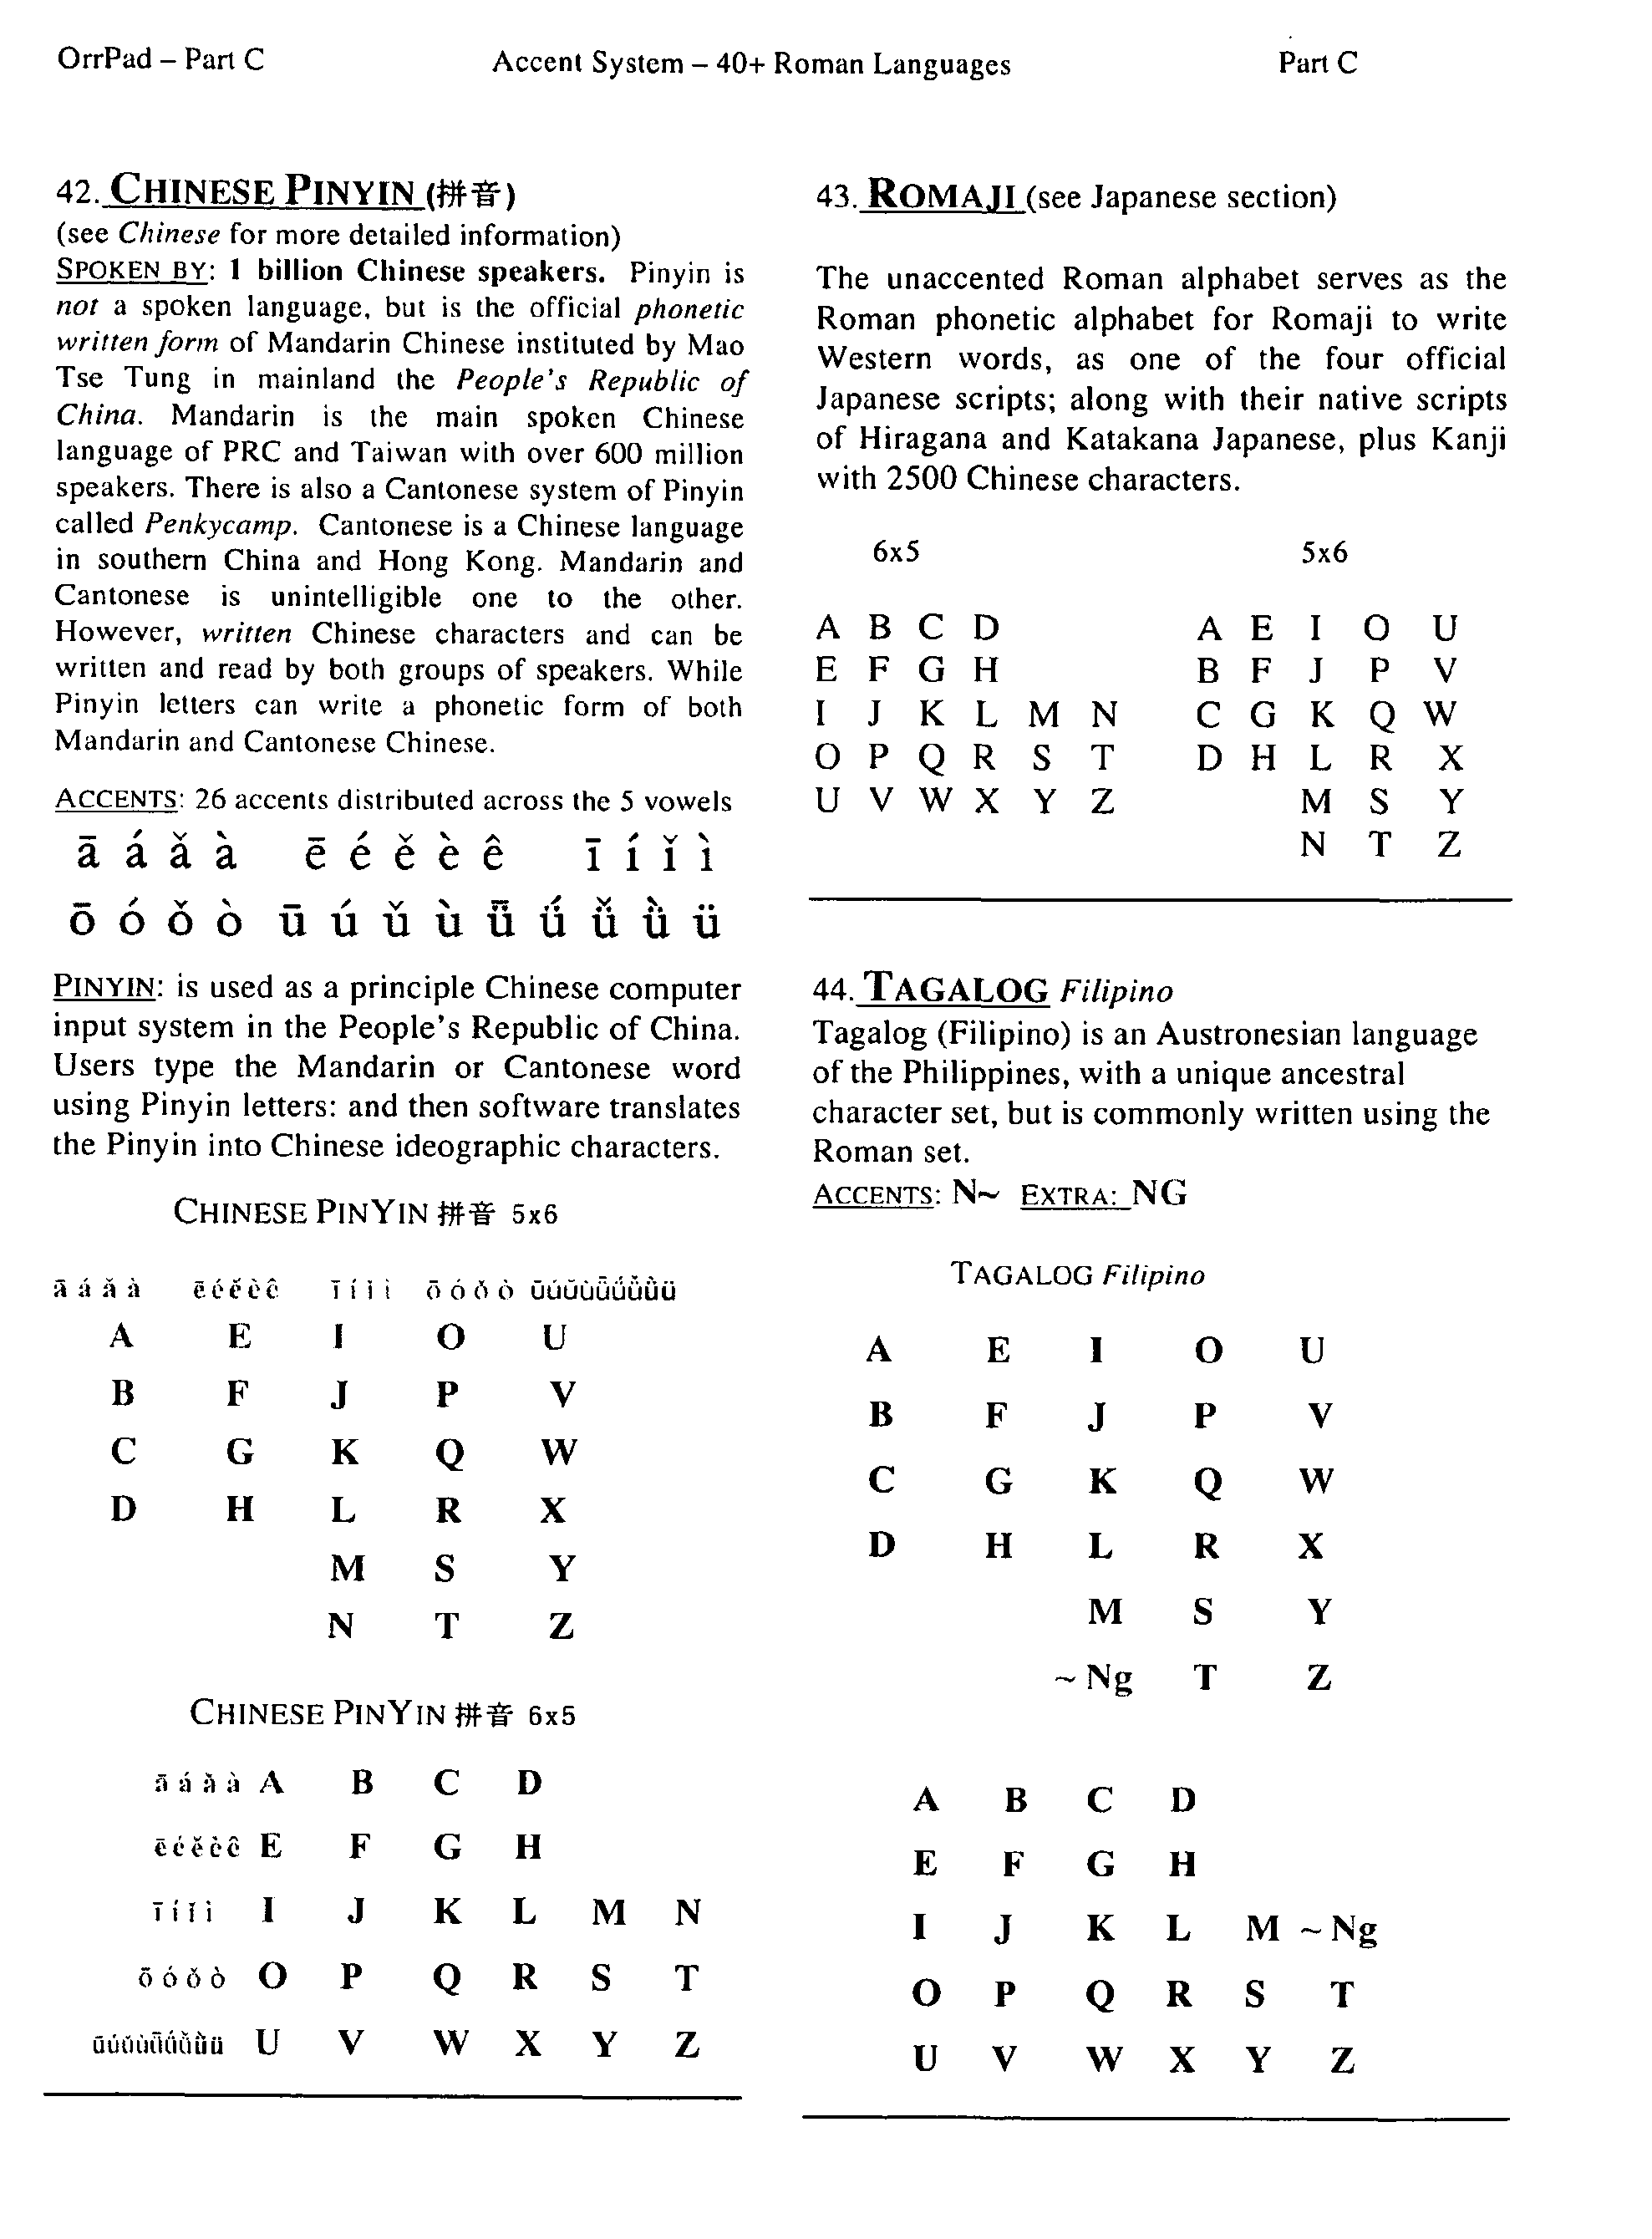 OrrPad – Part C Accent System – 40+ Roman Languages Part C
42. CHINESE PINYIN (拼音)
(see Chinese for more detailed information)
SPOKEN BY: 1 billion Chinese speakers. Pinyin is
not a spoken language, but is the official phonetic
written form of Mandarin Chinese instituted by Mao
Tse Tung in mainland the People's Republic of
China. Mandarin is the main spoken Chinese
language of PRC and Taiwan with over 600 million
speakers. There is also a Cantonese system of Pinyin
called Penkycamp. Cantonese is a Chinese language
in southern China and Hong Kong. Mandarin and
Cantonese is unintelligible one to the other.
However, written Chinese characters and can be
written and read by both groups of speakers. While
Pinyin letters can write a phonetic form of both
Mandarin and Cantonese Chinese.
ACCENTS: 26 accents distributed across the 5 vowels
ā á ǎ à ē é ě è ê ī í ǐ ì
ō ó ǒ ò ū ú ǔ ù ǖ ǘ ǚ ǜ ü
PINYIN: is used as a principle Chinese computer
input system in the People's Republic of China.
Users type the Mandarin or Cantonese word
using Pinyin letters: and then software translates
the Pinyin into Chinese ideographic characters.
CHINESE PINYIN 拼音 5x6
ā á ǎ à ē é ě è ê ī í ǐ ì ō ó ǒ ò ū ú ǔ ù ǖ ǘ ǚ ǜ ü
A E I O U
B F J P V
C G K Q W
D H L R X
M S Y
N T Z
CHINESE PINYIN 拼音 6x5
ā á ǎ à A B C D
ē é ě è ê E F G H
ī í ǐ ì I J K L M N
ō ó ǒ ò O P Q R S T
ū ú ǔ ù ǖ ǘ ǚ ǜ ü U V W X Y Z
43. ROMAJI (see Japanese section)
The unaccented Roman alphabet serves as the
Roman phonetic alphabet for Romaji to write
Western words, as one of the four official
Japanese scripts; along with their native scripts
of Hiragana and Katakana Japanese, plus Kanji
with 2500 Chinese characters.
6x5 5x6
A B C D A E I O U
E F G H B F J P V
I J K L M N C G K Q W
O P Q R S T D H L R X
U V W X Y Z M S Y
N T Z
44. TAGALOG Filipino
Tagalog (Filipino) is an Austronesian language
of the Philippines, with a unique ancestral
character set, but is commonly written using the
Roman set.
ACCENTS: N~ EXTRA: NG
TAGALOG Filipino
A E I O U
B F J P V
C G K Q W
D H L R X
M S Y
~ Ng T Z
A B C D
E F G H
I J K L M ~ Ng
O P Q R S T
U V W X Y Z